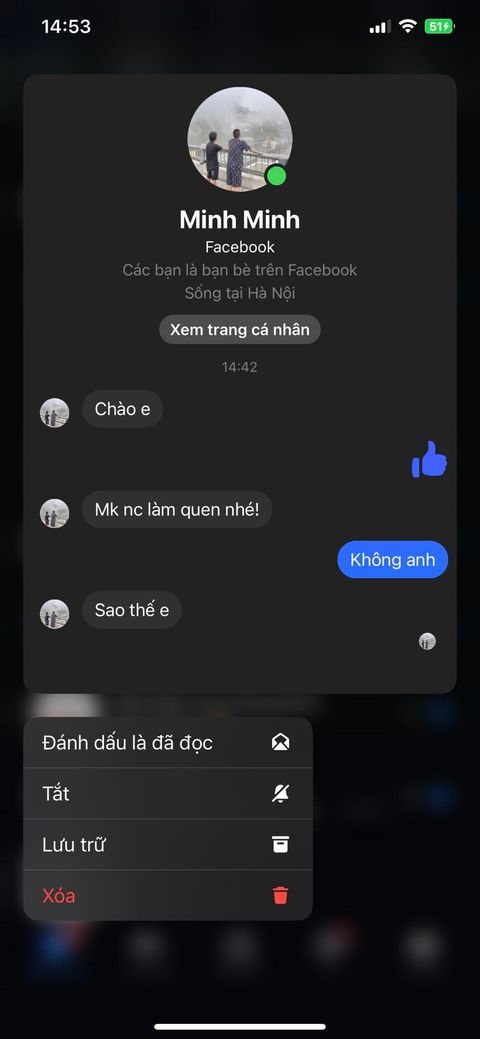 14:53
51
Minh Minh
Facebook
Các bạn là bạn bè trên Facebook
Sống tại Hà Nội
Xem trang cá nhân
14:42
Chào e
Mk nc làm quen nhé!
Không anh
Sao thế e
Đánh dấu là đã đọc
Tắt
Lưu trữ
Xóa